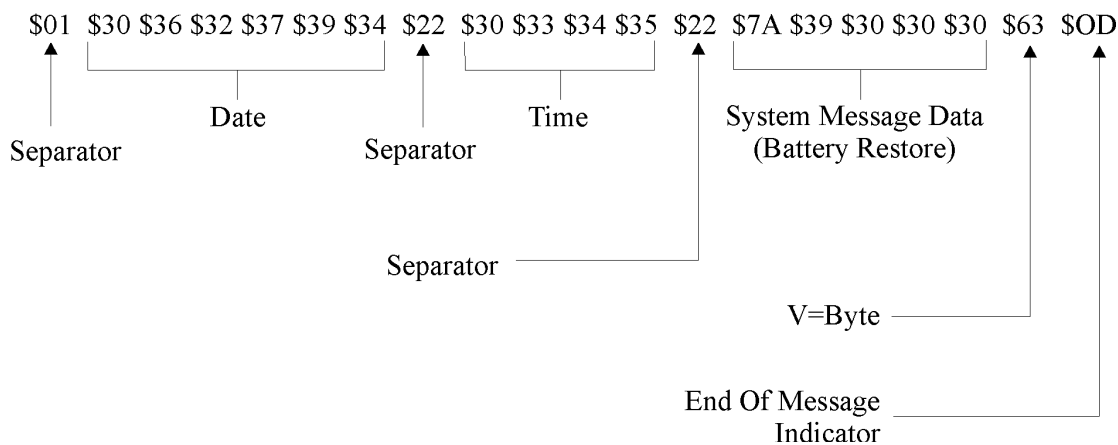 $01 $30 $36 $32 $37 $39 $34 $22 $30 $33 $34 $35 $22 $7A $39 $30 $30 $30 $63 $OD
Date
Time
System Message Data
(Battery Restore)
Separator
Separator
Separator
V=Byte
End Of Message
Indicator